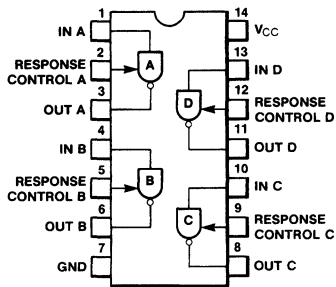 1
IN A
2
RESPONSE
CONTROL A
3
OUT A
4
IN B
5
RESPONSE
CONTROL B
6
OUT B
7
GND
A
B
D
C
14
VCC
13
IN D
12
RESPONSE
CONTROL D
11
OUT D
10
IN C
9
RESPONSE
CONTROL C
8
OUT C